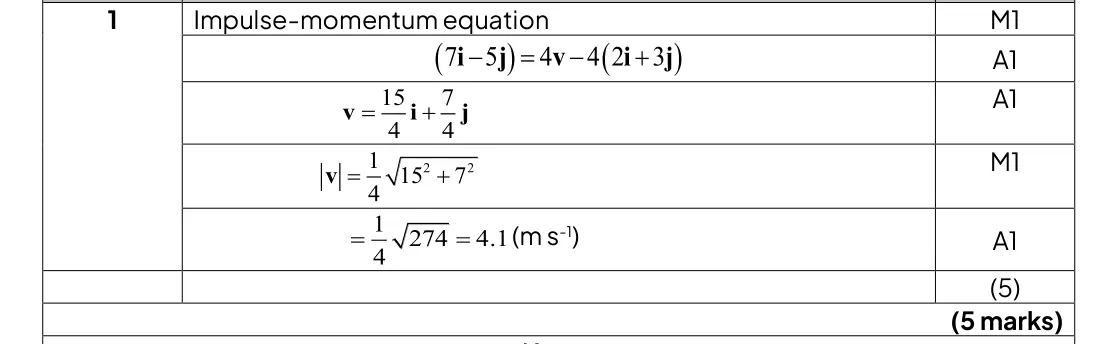 1 Impulse-momentum equation M1
(7i−5j)=4v−4(2i+3j) A1
v = 15/4 i + 7/4 j A1
|v| = 1/4 √(15² + 7²) M1
= 1/4 √274 = 4.1 (m s⁻¹) A1
(5)
(5 marks)